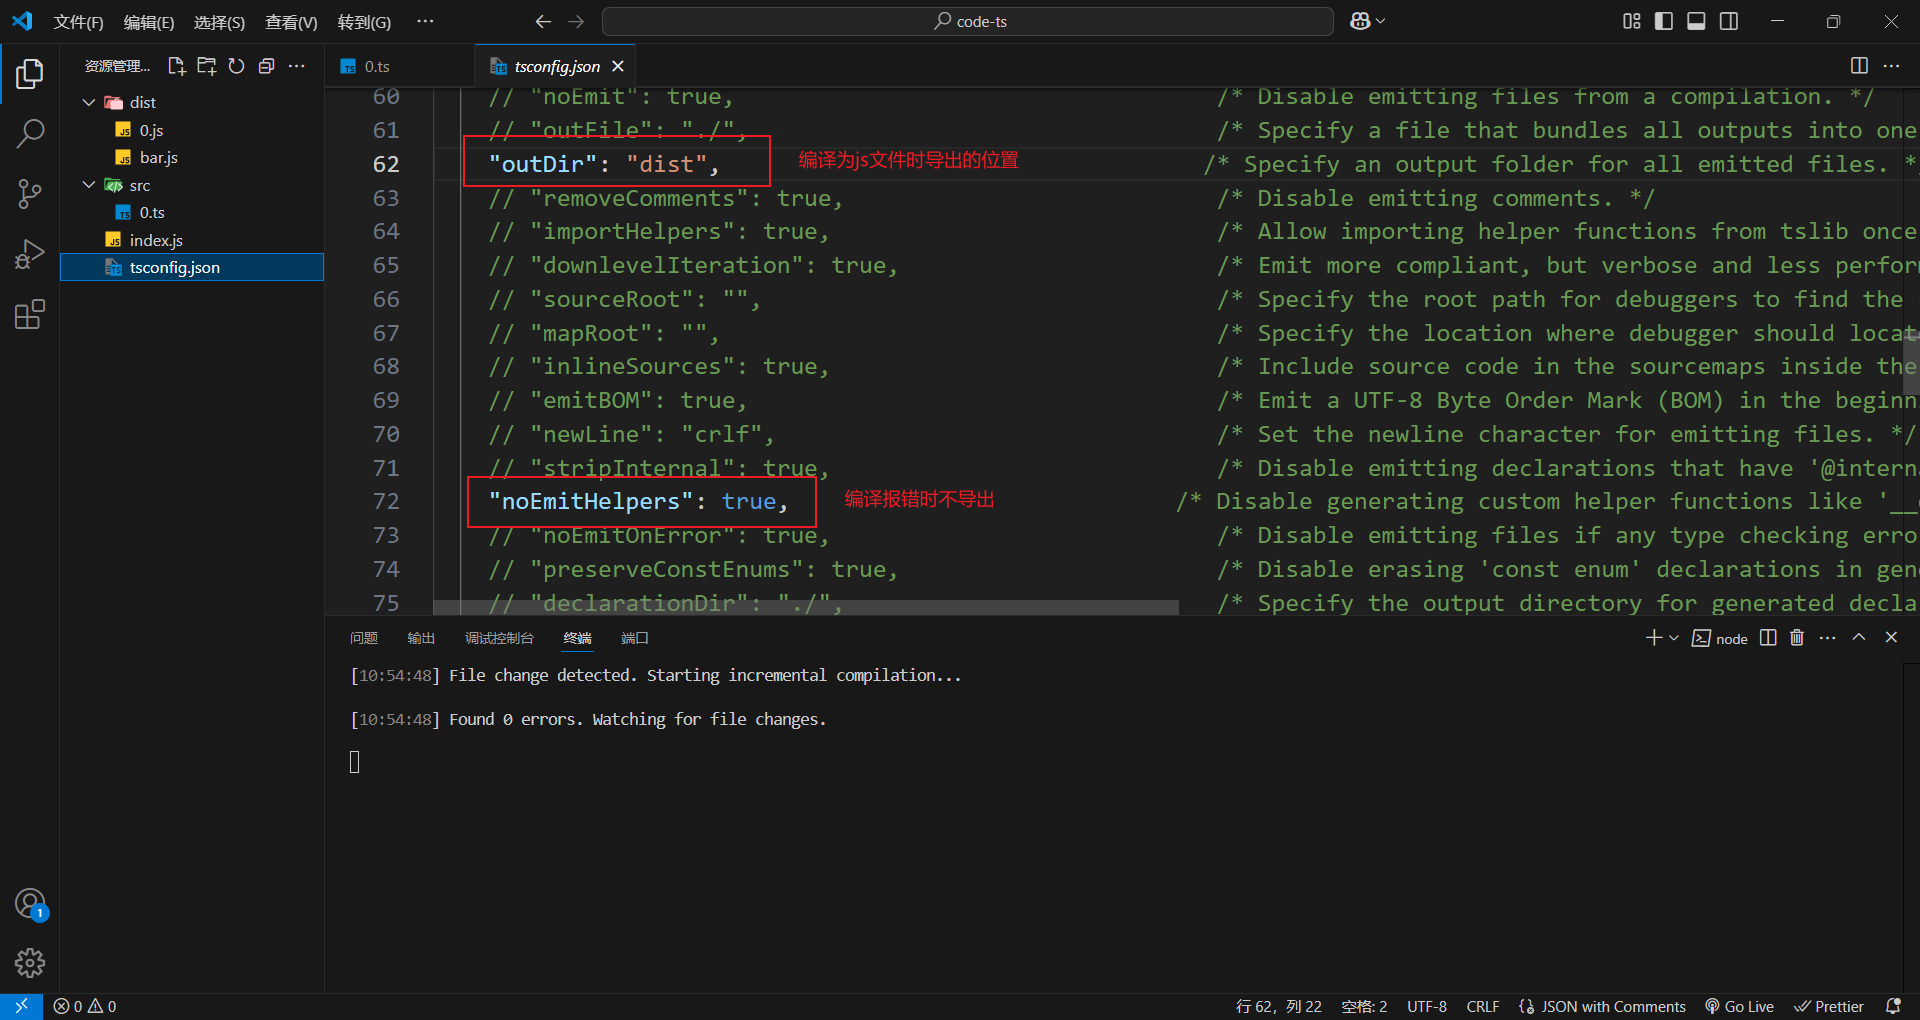 文件(F) 编辑(E) 选择(S) 查看(V) 转到(G) ··· code-ts
资源管理... ···
dist
0.js
bar.js
src
0.ts
index.js
tsconfig.json
0.ts tsconfig.json ···
60 // "noEmit": true, /* Disable emitting files from a compilation. */
61 // "outFile": "./", /* Specify a file that bundles all outputs into one
62 "outDir": "dist", 编译为js文件时导出的位置 /* Specify an output folder for all emitted files. *
63 // "removeComments": true, /* Disable emitting comments. */
64 // "importHelpers": true, /* Allow importing helper functions from tslib once
65 // "downlevelIteration": true, /* Emit more compliant, but verbose and less perfor
66 // "sourceRoot": "", /* Specify the root path for debuggers to find the
67 // "mapRoot": "", /* Specify the location where debugger should locat
68 // "inlineSources": true, /* Include source code in the sourcemaps inside the
69 // "emitBOM": true, /* Emit a UTF-8 Byte Order Mark (BOM) in the beginn
70 // "newLine": "crlf", /* Set the newline character for emitting files. */
71 // "stripInternal": true, /* Disable emitting declarations that have '@intern
72 "noEmitHelpers": true, 编译报错时不导出 /* Disable generating custom helper functions like '__
73 // "noEmitOnError": true, /* Disable emitting files if any type checking erro
74 // "preserveConstEnums": true, /* Disable erasing 'const enum' declarations in gen
75 // "declarationDir": "./", /* Specify the output directory for generated decla
问题 输出 调试控制台 终端 端口 node ···
[10:54:48] File change detected. Starting incremental compilation...
[10:54:48] Found 0 errors. Watching for file changes.
1
0 0 行 62, 列 22 空格: 2 UTF-8 CRLF JSON with Comments Go Live Prettier